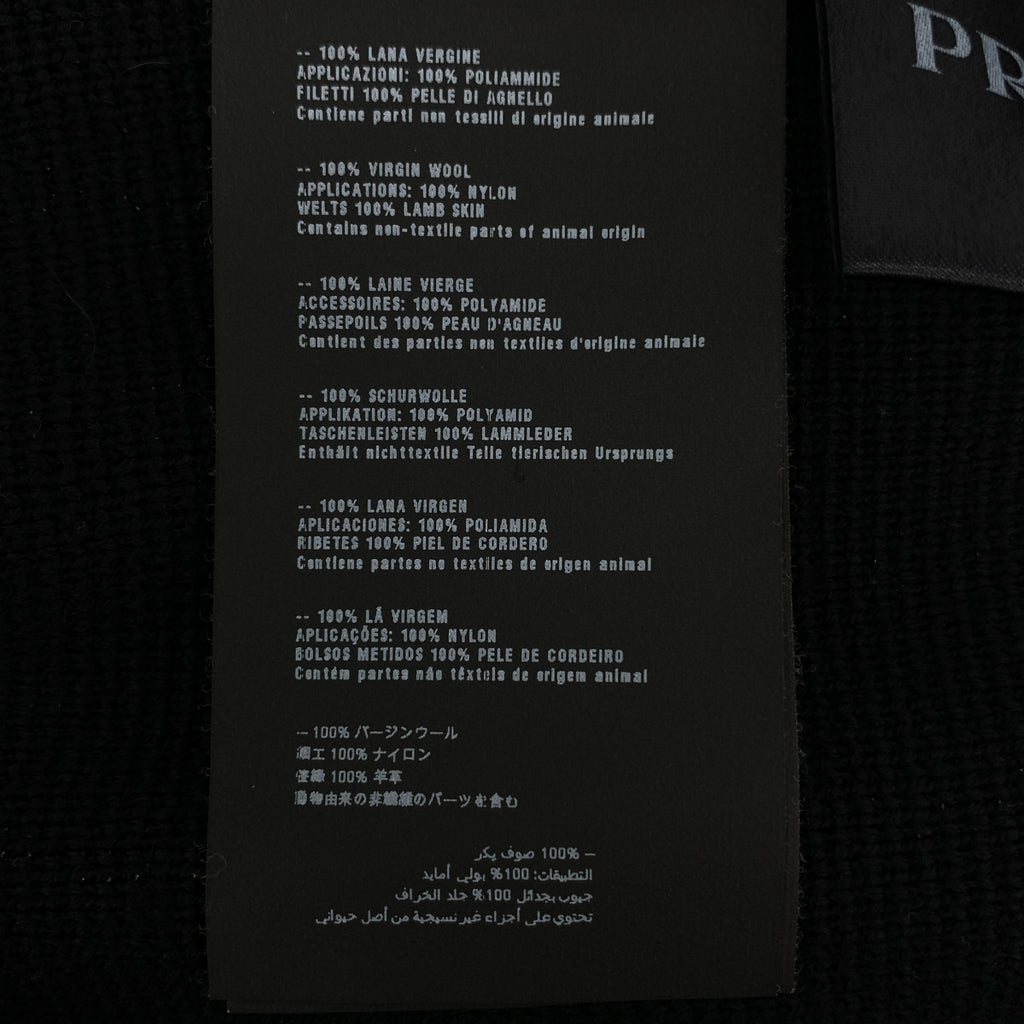 -- 100% LANA VERGINE
APPLICAZIONI: 100% POLIAMMIDE
FILETTI 100% PELLE DI AGNELLO
Contiene parti non tessili di origine animale
-- 100% VIRGIN WOOL
APPLICATIONS: 100% NYLON
WELTS 100% LAMB SKIN
Contains non-textile parts of animal origin
-- 100% LAINE VIERGE
ACCESSOIRES: 100% POLYAMIDE
PASSEPOILS 100% PEAU D'AGNEAU
Contient des parties non textiles d'origine animale
-- 100% SCHURWOLLE
APPLIKATION: 100% POLYAMID
TASCHENLEISTEN 100% LAMMLEDER
Enthält nichttextile Teile tierischen Ursprungs
-- 100% LANA VIRGEN
APLICACIONES: 100% POLIAMIDA
RIBETES 100% PIEL DE CORDERO
Contiene partes no textiles de origen animal
-- 100% LÃ VIRGEM
APLICAÇÕES: 100% NYLON
BOLSOS METIDOS 100% PELE DE CORDEIRO
Contém partes não têxteis de origem animal
-- 100% バージンウール
細工 100% ナイロン
100% 羊革
動物由来の非繊維のパーツを含む
-- 100% صوف بكر
التطبيقات: 100% بولي أمايد
جيوب بجدائل 100% جلد الخراف
تحتوي على أجزاء غير نسيجية من أصل حيواني
PR